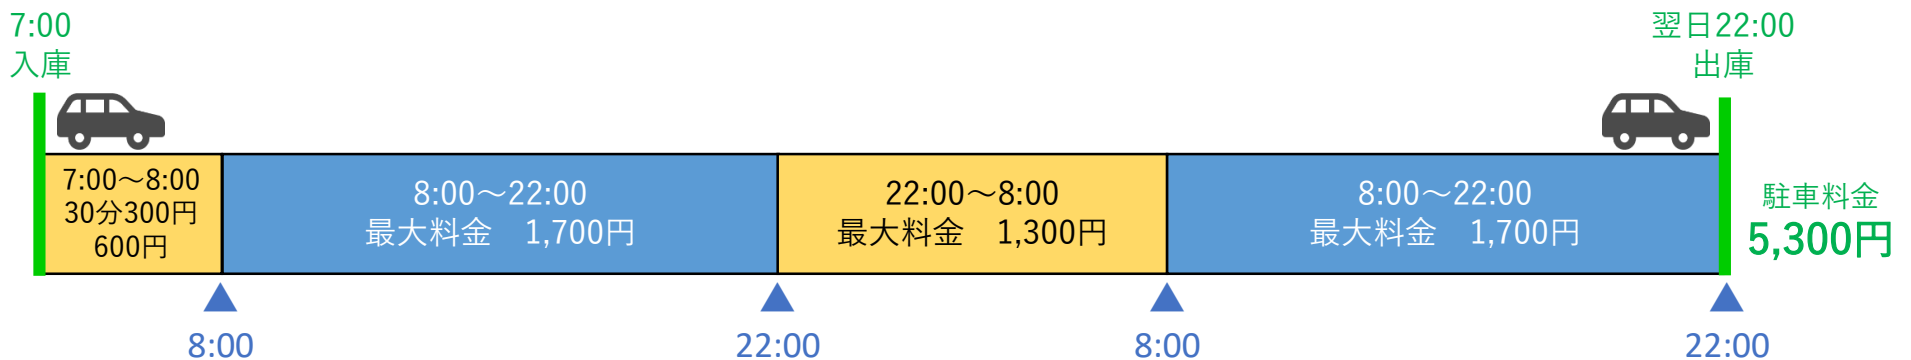 7:00
入庫
翌日22:00
出庫
7:00～8:00
30分300円
600円
8:00～22:00
最大料金　1,700円
22:00～8:00
最大料金　1,300円
8:00～22:00
最大料金　1,700円
駐車料金
5,300円
8:00
22:00
8:00
22:00